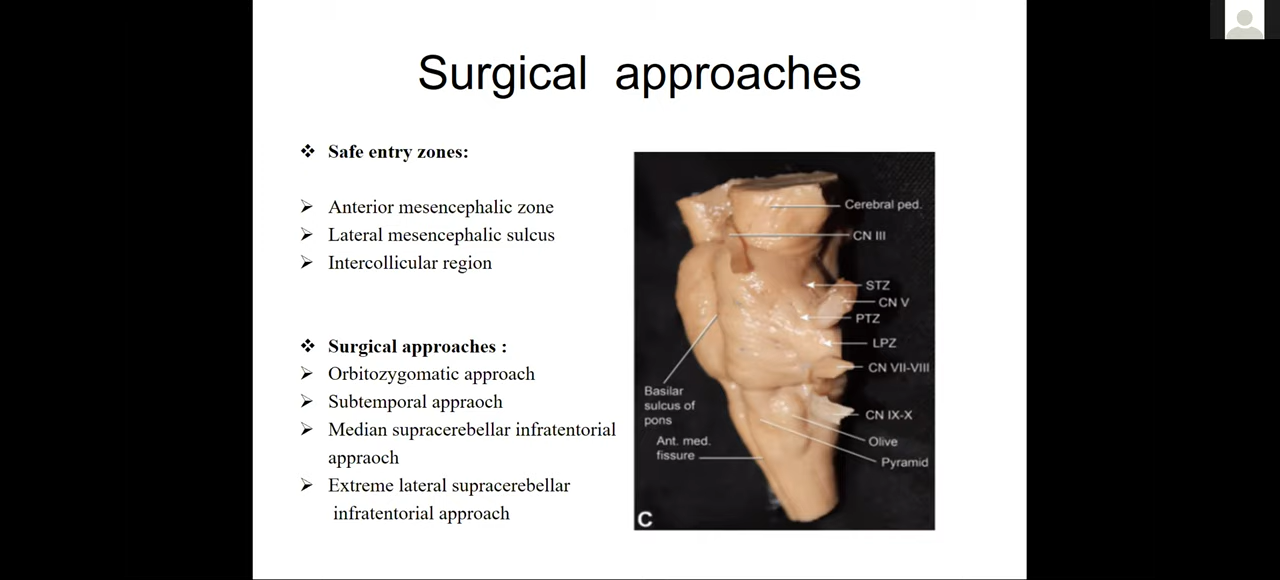 Surgical approaches
❖ Safe entry zones:
➢ Anterior mesencephalic zone
➢ Lateral mesencephalic sulcus
➢ Intercollicular region
❖ Surgical approaches :
➢ Orbitozygomatic approach
➢ Subtemporal appraoch
➢ Median supracerebellar infratentorial
appraoch
➢ Extreme lateral supracerebellar
infratentorial approach
Cerebral ped.
CN III
STZ
CN V
PTZ
LPZ
CN VII-VIII
Basilar
sulcus of
pons
CN IX-X
Ant. med.
fissure
Olive
Pyramid
C